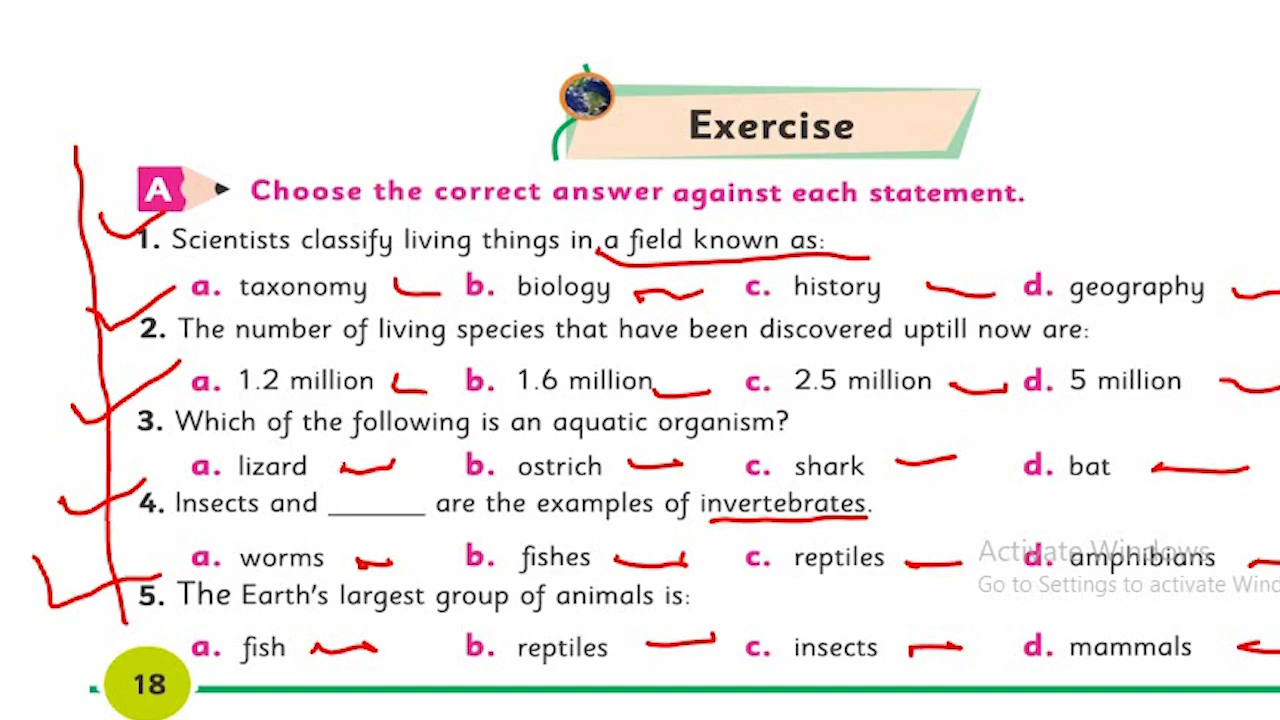 Exercise
A Choose the correct answer against each statement.
1. Scientists classify living things in a field known as:
a. taxonomy b. biology c. history d. geography
2. The number of living species that have been discovered uptill now are:
a. 1.2 million b. 1.6 million c. 2.5 million d. 5 million
3. Which of the following is an aquatic organism?
a. lizard b. ostrich c. shark d. bat
4. Insects and ______ are the examples of invertebrates.
Activate Windows
a. worms b. fishes c. reptiles d. amphibians
Go to Settings to activate Wind
5. The Earth's largest group of animals is:
a. fish b. reptiles c. insects d. mammals
18